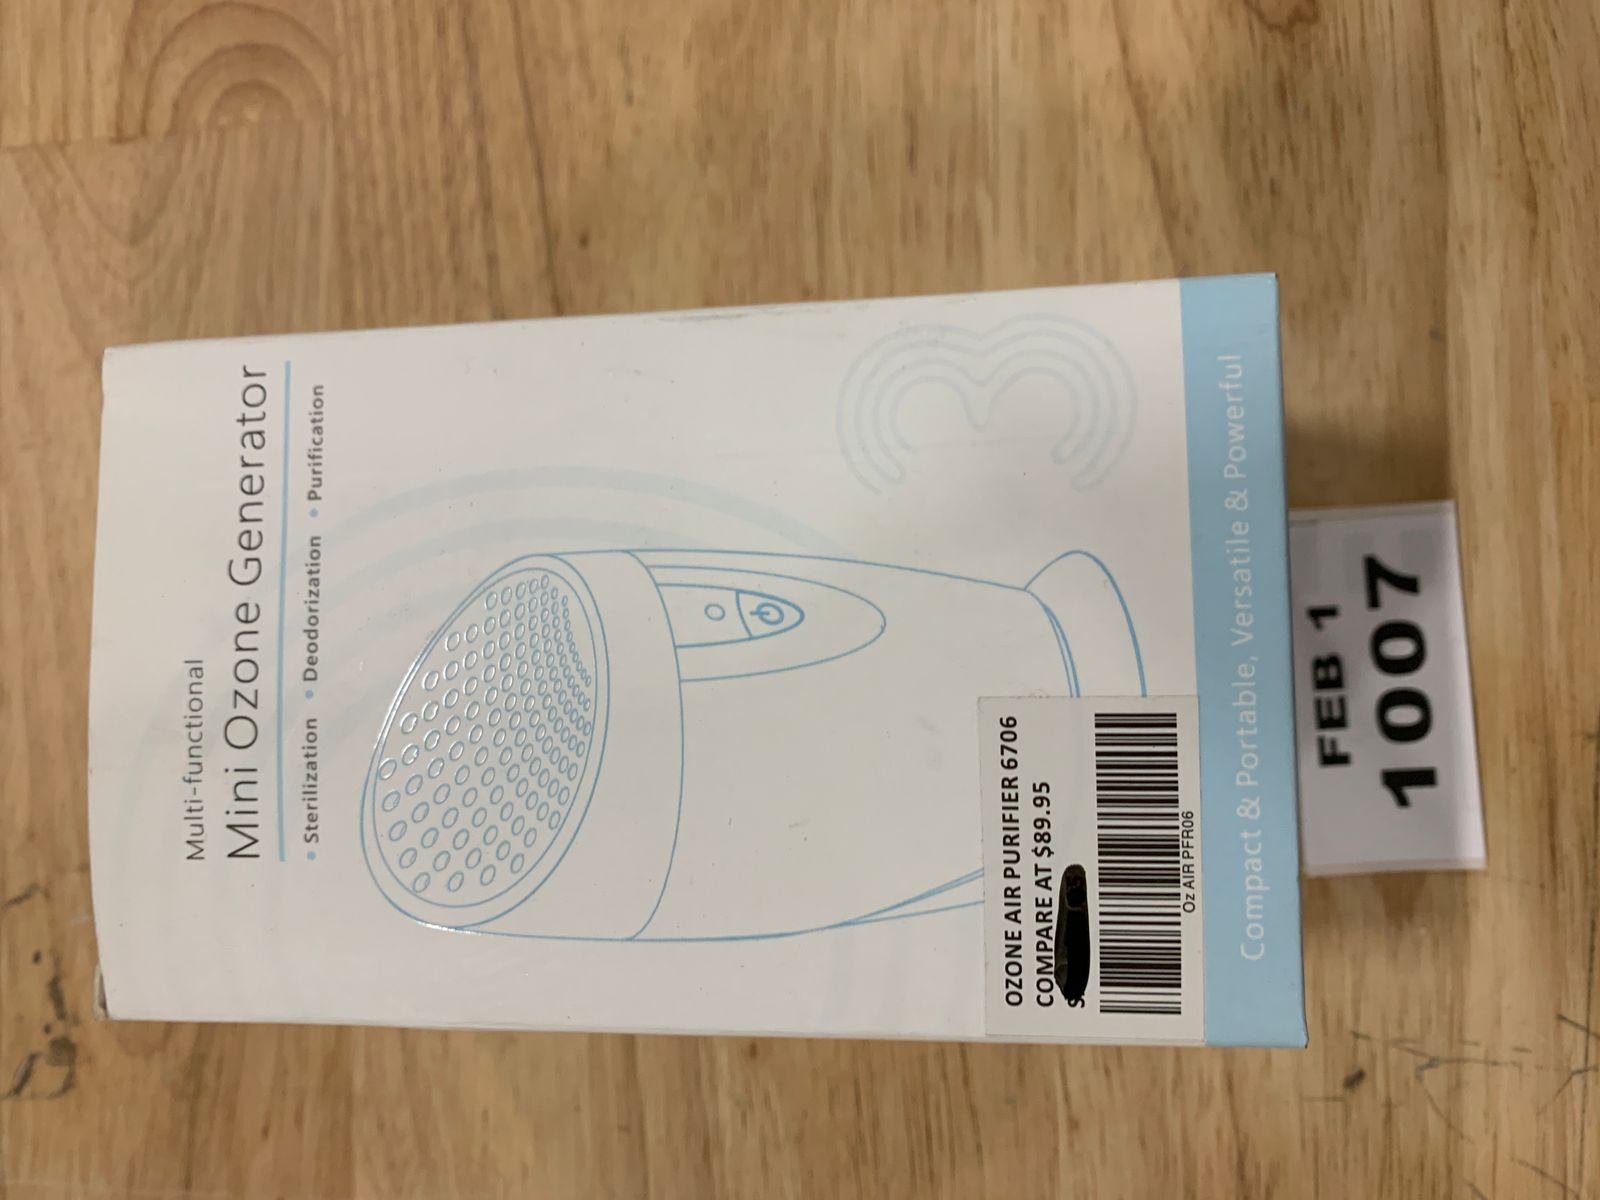 Multi-functional
Mini Ozone Generator
• Sterilization • Deodorization • Purification
OZONE AIR PURIFIER 6706
COMPARE AT $89.95
Oz AIR PFR06
Compact & Portable, Versatile & Powerful
FEB 1
1007